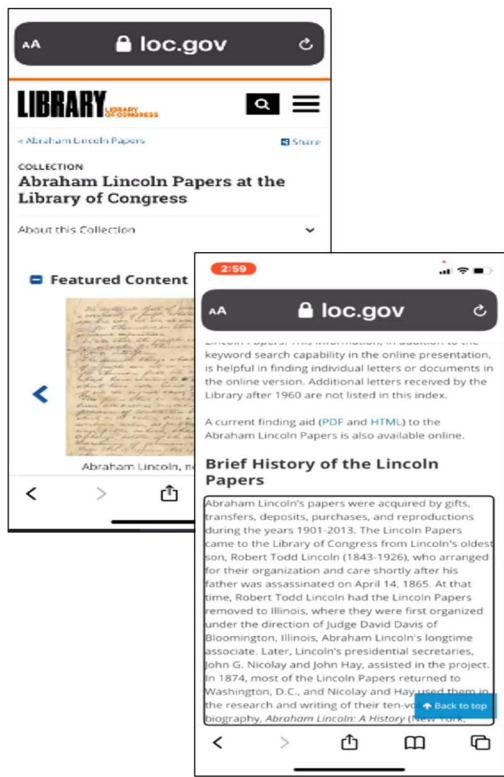 AA loc.gov
LIBRARY LIBRARY
OF CONGRESS
« Abraham Lincoln Papers Share
COLLECTION
Abraham Lincoln Papers at the
Library of Congress
About this Collection
Featured Content
Abraham Lincoln,
2:59
AA loc.gov
keyword search capability in the online presentation,
is helpful in finding individual letters or documents in
the online version. Additional letters received by the
Library after 1960 are not listed in this index.
A current finding aid (PDF and HTML) to the
Abraham Lincoln Papers is also available online.
Brief History of the Lincoln
Papers
Abraham Lincoln's papers were acquired by gifts,
transfers, deposits, purchases, and reproductions
during the years 1901-2013. The Lincoln Papers
came to the Library of Congress from Lincoln's oldest
son, Robert Todd Lincoln (1843-1926), who arranged
for their organization and care shortly after his
father was assassinated on April 14, 1865. At that
time, Robert Todd Lincoln had the Lincoln Papers
removed to Illinois, where they were first organized
under the direction of Judge David Davis of
Bloomington, Illinois, Abraham Lincoln's longtime
associate. Later, Lincoln's presidential secretaries,
John G. Nicolay and John Hay, assisted in the project.
In 1874, most of the Lincoln Papers returned to
Washington, D.C., and Nicolay and Hay used them in
the research and writing of their
biography, Abraham Lincoln: A History (New York,
Back to top